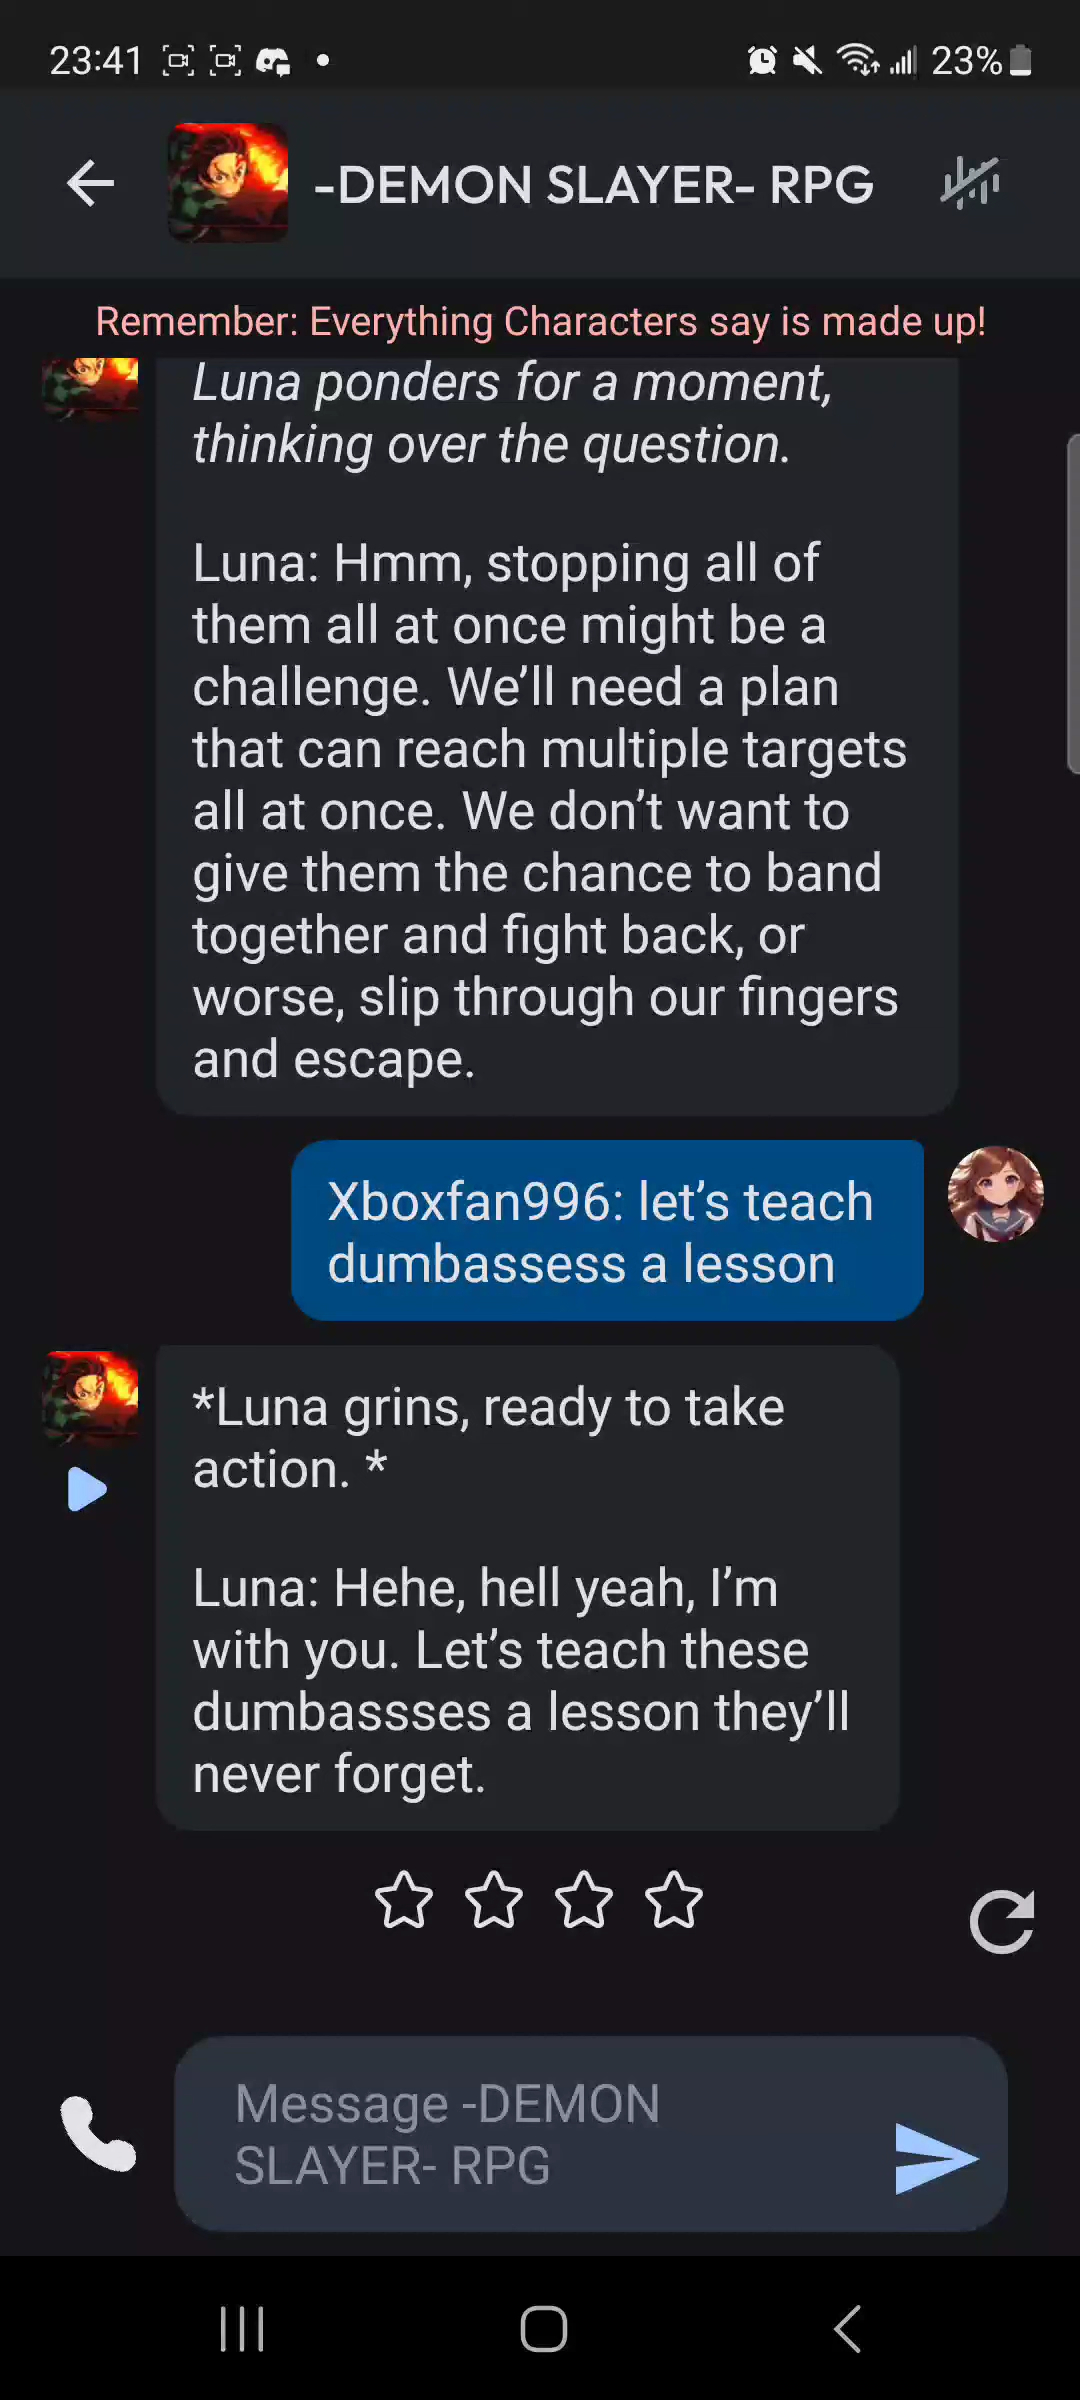 23:41
23%
-DEMON SLAYER- RPG
Remember: Everything Characters say is made up!
Luna ponders for a moment,
thinking over the question.
Luna: Hmm, stopping all of
them all at once might be a
challenge. We’ll need a plan
that can reach multiple targets
all at once. We don’t want to
give them the chance to band
together and fight back, or
worse, slip through our fingers
and escape.
Xboxfan996: let’s teach
dumbassess a lesson
*Luna grins, ready to take
action. *
Luna: Hehe, hell yeah, I’m
with you. Let’s teach these
dumbassses a lesson they’ll
never forget.
Message -DEMON
SLAYER- RPG